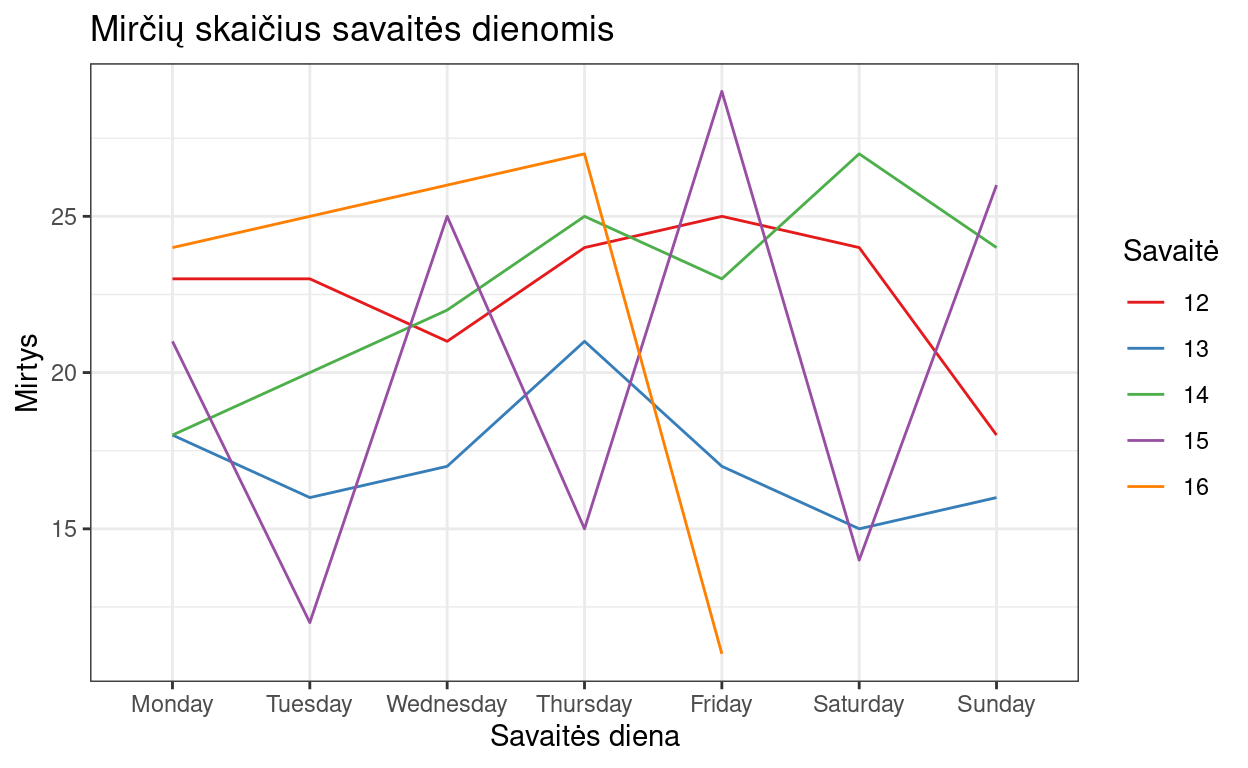 Mirčių skaičius savaitės dienomis
Mirtys
25
20
15
Monday Tuesday Wednesday Thursday Friday Saturday Sunday
Savaitės diena
Savaitė
12
13
14
15
16